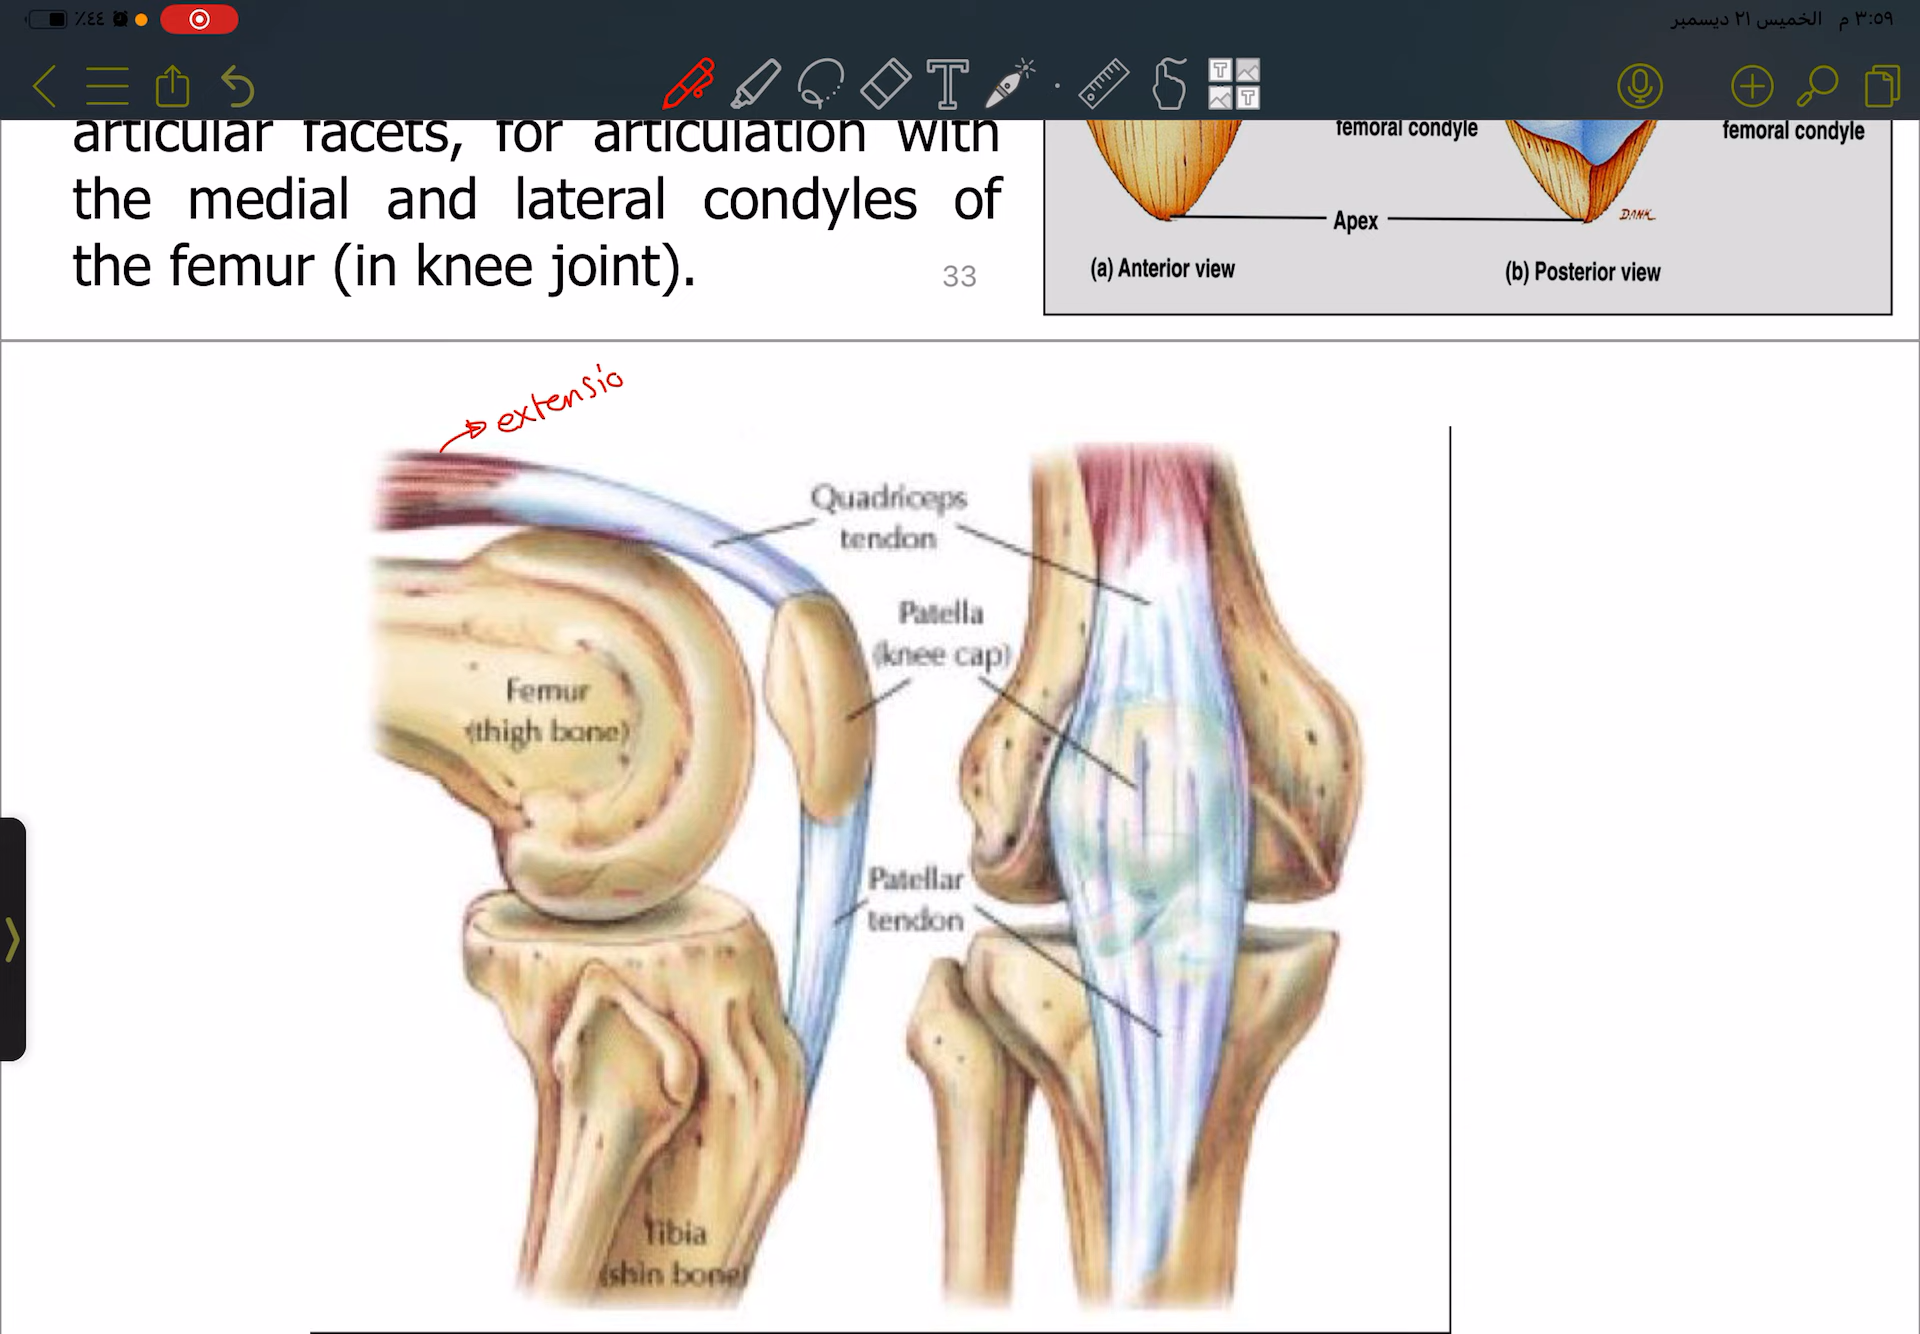 ٪٤٤
٣:٥٩ م الخميس ٢١ ديسمبر
articular facets, for articulation with
the medial and lateral condyles of
the femur (in knee joint).
33
femoral condyle
femoral condyle
Apex
DANK
(a) Anterior view
(b) Posterior view
extensio
Quadriceps
tendon
Patella
(knee cap)
Femur
(thigh bone)
Patellar
tendon
Tibia
(shin bone)